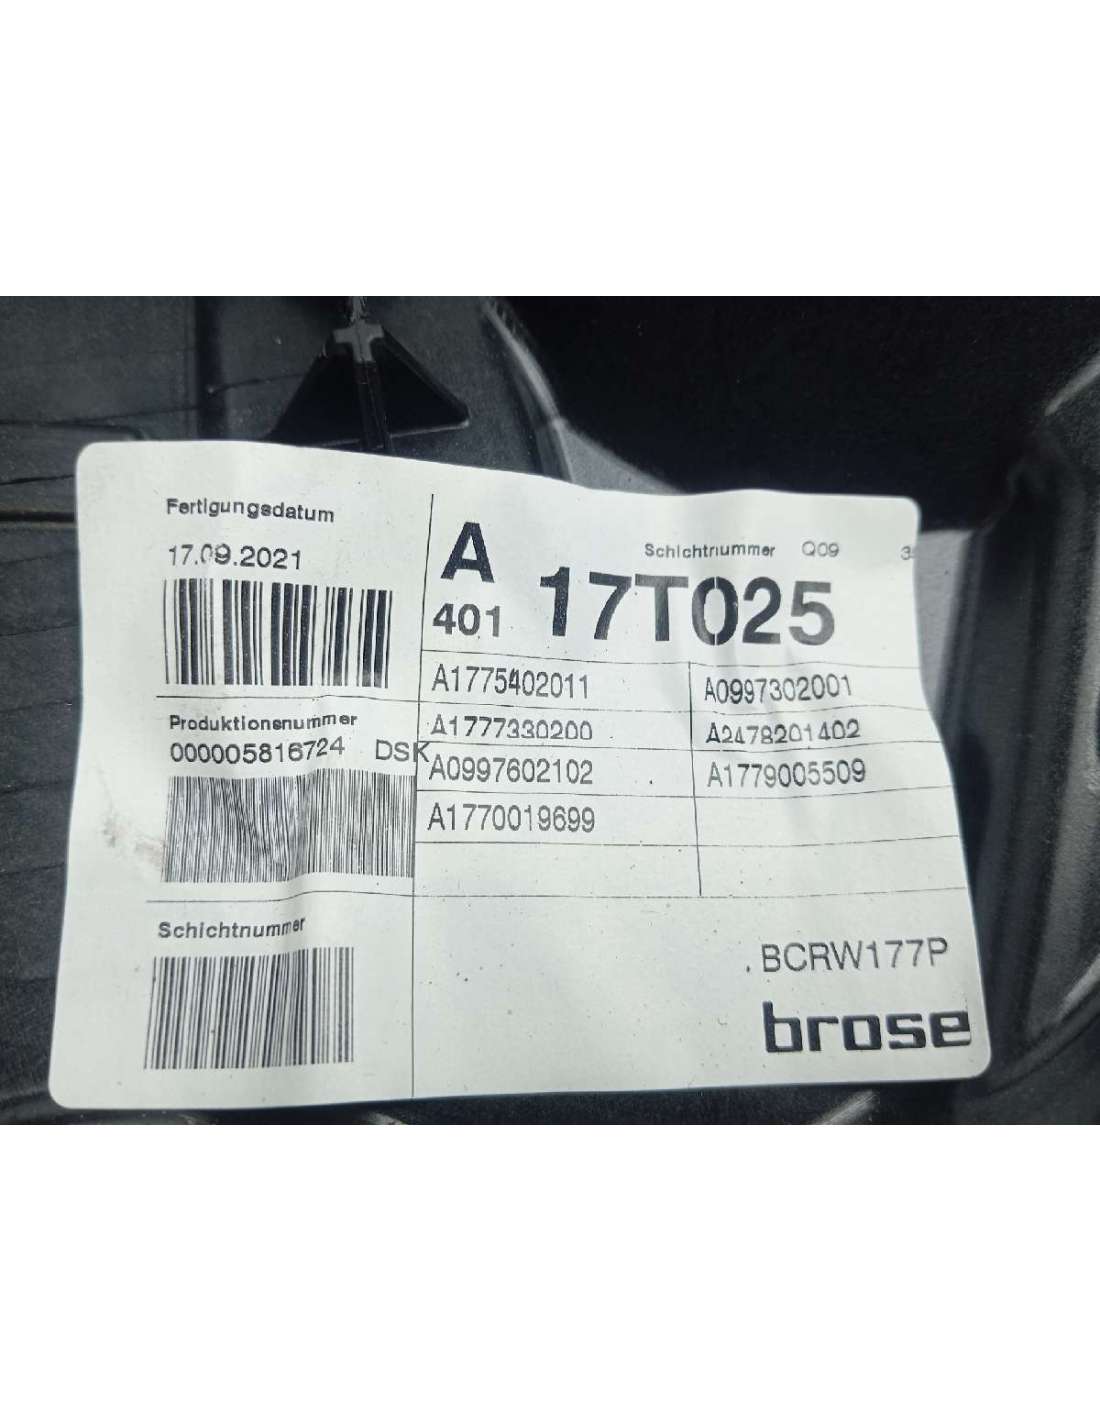 Fertigungsdatum
17.09.2021
A
401
Schichtnummer Q09
17T025
A1775402011 A0997302001
A1777330200 A2478201402
A0997602102 A1779005509
A1770019699
Produktionsnummer
000005816724 DSK
Schichtnummer
.BCRW177P
brose